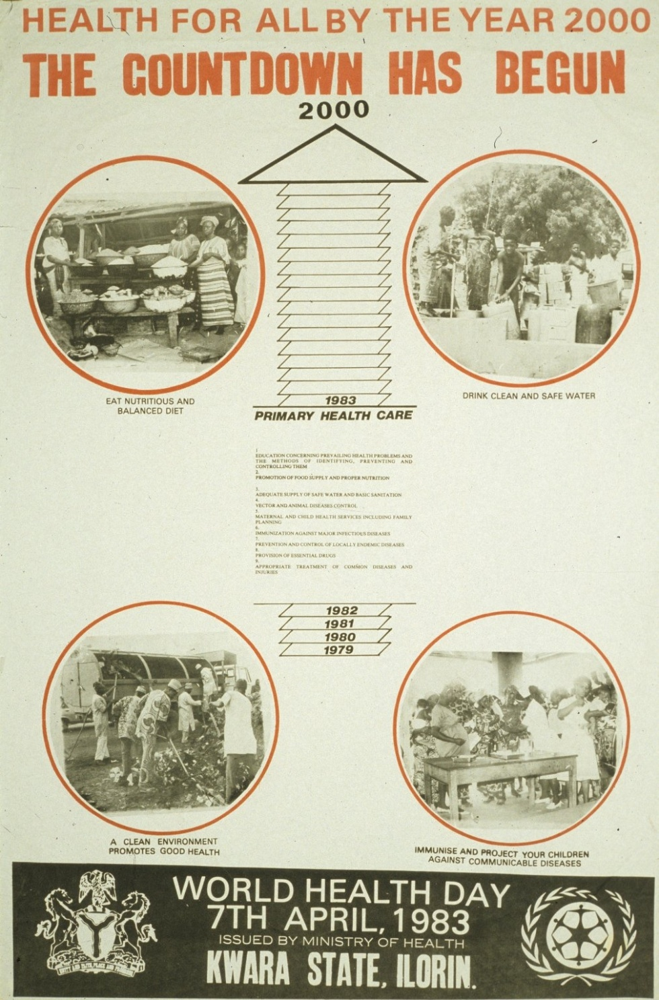 HEALTH FOR ALL BY THE YEAR 2000
THE COUNTDOWN HAS BEGUN
2000
EAT NUTRITIOUS AND
BALANCED DIET
DRINK CLEAN AND SAFE WATER
1983
PRIMARY HEALTH CARE
1
EDUCATION CONCERNING PREVAILING HEALTH PROBLEMS AND
THE METHODS OF IDENTIFYING, PREVENTING AND
CONTROLLING THEM
2.
PROMOTION OF FOOD SUPPLY AND PROPER NUTRITION
3.
ADEQUATE SUPPLY OF SAFE WATER AND BASIC SANITATION
4.
VECTOR AND ANIMAL DISEASES CONTROL
5.
MATERNAL AND CHILD HEALTH SERVICES INCLUDING FAMILY
PLANNING
6.
IMMUNIZATION AGAINST MAJOR INFECTIOUS DISEASES
7.
PREVENTION AND CONTROL OF LOCALLY ENDEMIC DISEASES
8.
PROVISION OF ESSENTIAL DRUGS
9.
APPROPRIATE TREATMENT OF COMMON DISEASES AND
INJURIES
1982
1981
1980
1979
A CLEAN ENVIRONMENT
PROMOTES GOOD HEALTH
IMMUNISE AND PROJECT YOUR CHILDREN
AGAINST COMMUNICABLE DISEASES
WORLD HEALTH DAY
7TH APRIL, 1983
ISSUED BY MINISTRY OF HEALTH
KWARA STATE, ILORIN.
UNITY AND FAITH, PEACE AND PROGRESS